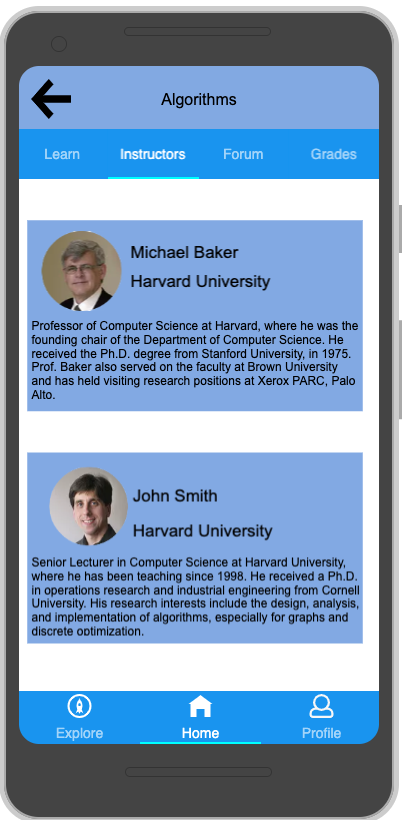 Algorithms
Learn Instructors Forum Grades
Michael Baker
Harvard University
Professor of Computer Science at Harvard, where he was the
founding chair of the Department of Computer Science. He
received the Ph.D. degree from Stanford University, in 1975.
Prof. Baker also served on the faculty at Brown University
and has held visiting research positions at Xerox PARC, Palo
Alto.
John Smith
Harvard University
Senior Lecturer in Computer Science at Harvard University,
where he has been teaching since 1998. He received a Ph.D.
in operations research and industrial engineering from Cornell
University. His research interests include the design, analysis,
and implementation of algorithms, especially for graphs and
discrete optimization.
Explore Home Profile